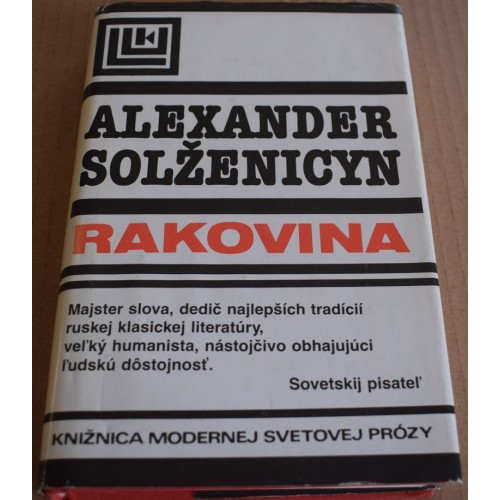 ALEXANDER
SOLŽENICYN
RAKOVINA
Majster slova, dedič najlepších tradícií
ruskej klasickej literatúry,
veľký humanista, nástojčivo obhajujúci
ľudskú dôstojnosť.
Sovetskij pisateľ
KNIŽNICA MODERNEJ SVETOVEJ PRÓZY